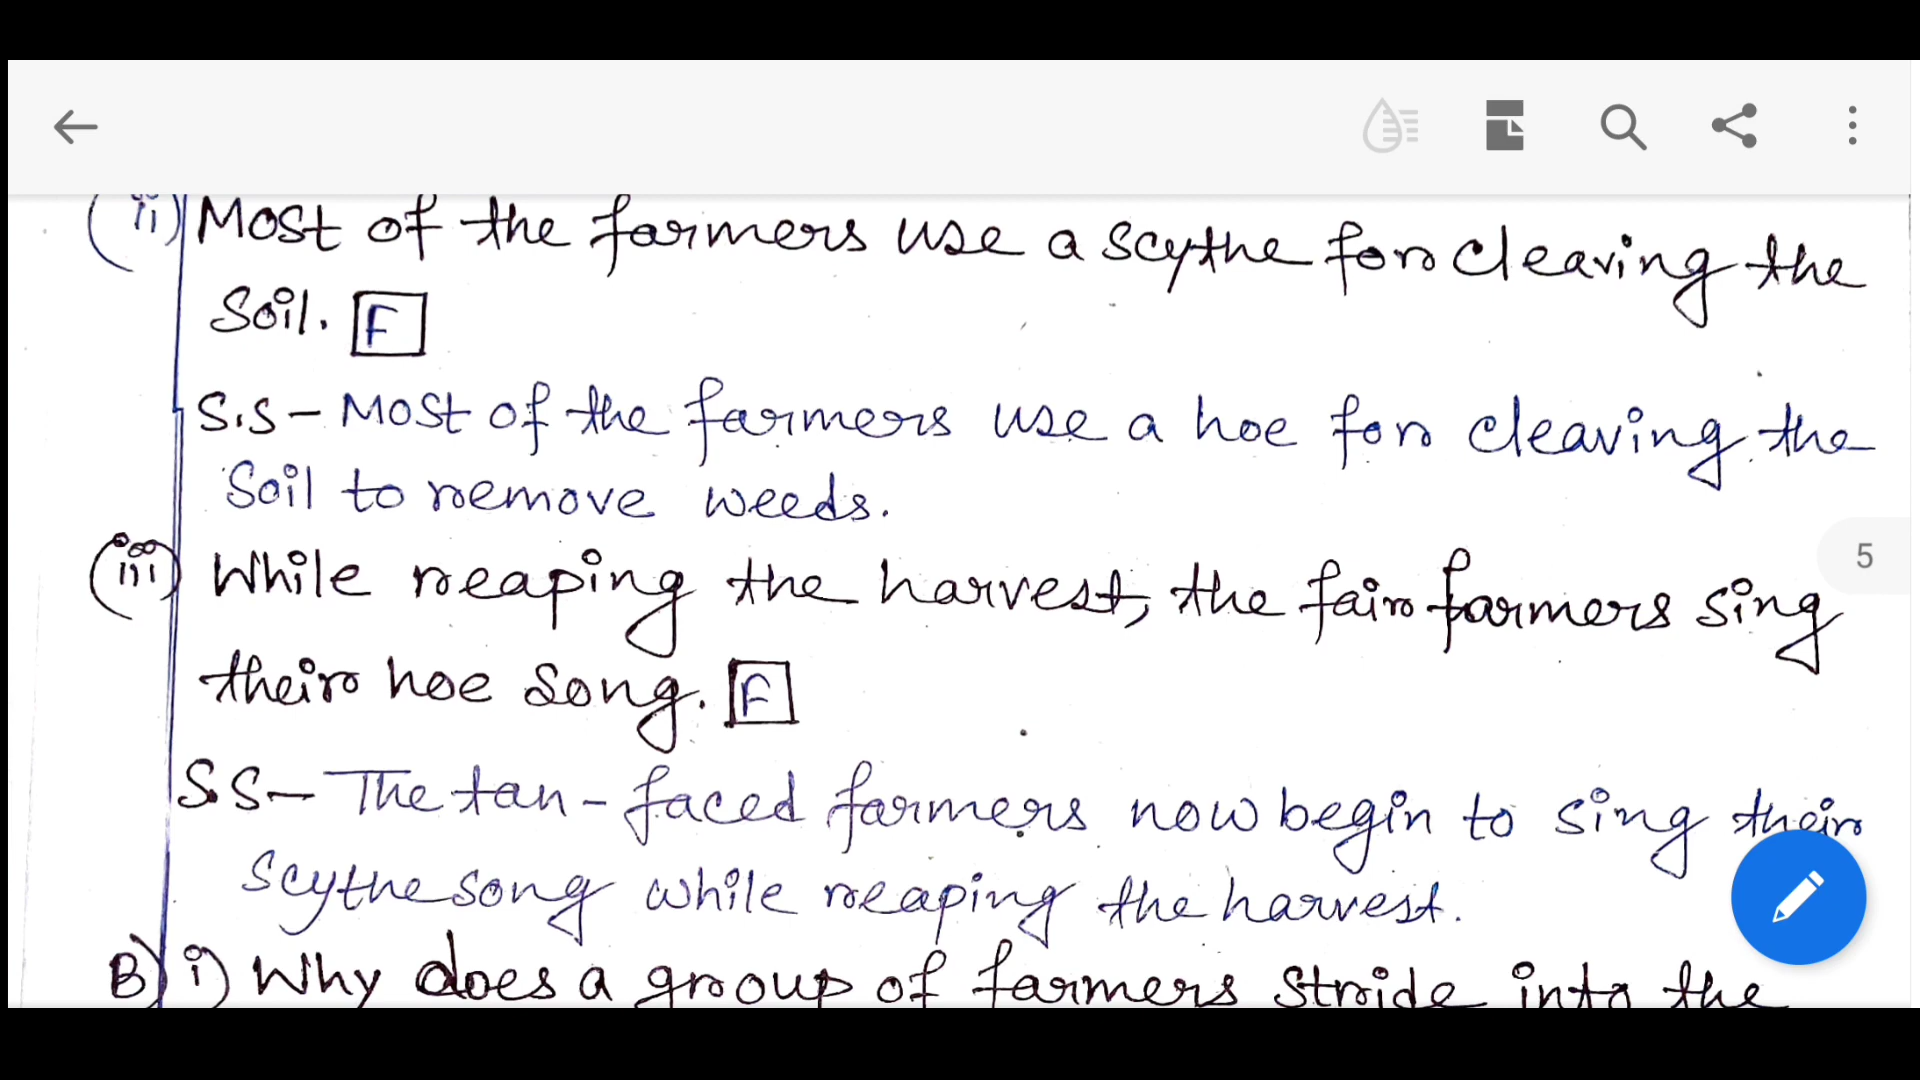 (ii) Most of the farmers use a scythe for cleaving the
soil. F
S.S - Most of the farmers use a hoe for cleaving the
soil to remove weeds.
(iii) While reaping the harvest, the fair farmers sing
5
their hoe song. F
S.S - The tan-faced farmers now begin to sing their
scythe song while reaping the harvest.
B) i) Why does a group of farmers stride into the